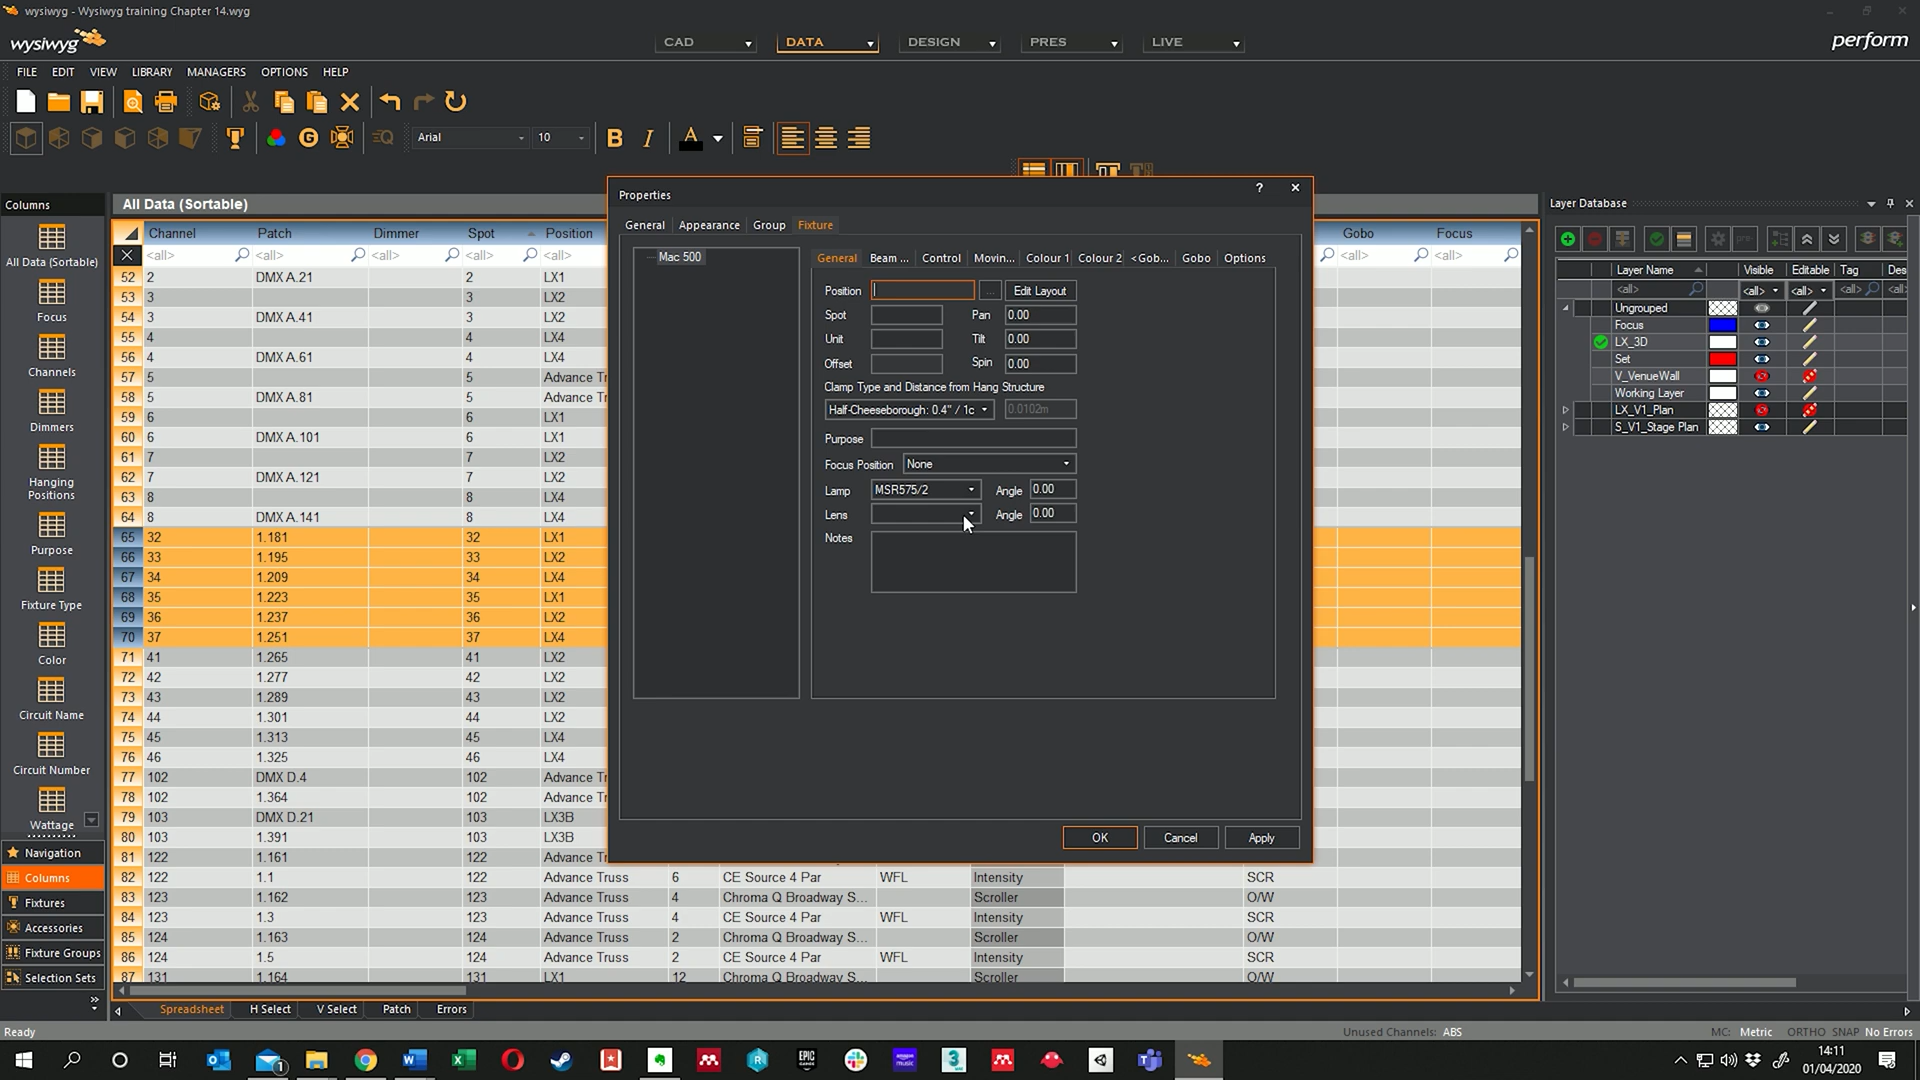 wysiwyg - Wysiwyg training Chapter 14.wyg
wysiwyg
CAD
DATA
DESIGN
PRES
LIVE
perform
FILE EDIT VIEW LIBRARY MANAGERS OPTIONS HELP
Arial 10 B I A
Columns
All Data (Sortable)
Focus
Channels
Dimmers
Hanging
Positions
Purpose
Fixture Type
Color
Circuit Name
Circuit Number
Wattage
Navigation
Columns
Fixtures
Accessories
Fixture Groups
Selection Sets
All Data (Sortable)
Channel Patch Dimmer Spot Position Gobo Focus
<all> <all> <all> <all> <all> <all> <all>
52 2 DMX A.21 2 LX1
53 3 3 LX2
54 3 DMX A.41 3 LX2
55 4 4 LX4
56 4 DMX A.61 4 LX4
57 5 5 Advance Tr
58 5 DMX A.81 5 Advance Tr
59 6 6 LX1
60 6 DMX A.101 6 LX1
61 7 7 LX2
62 7 DMX A.121 7 LX2
63 8 8 LX4
64 8 DMX A.141 8 LX4
65 32 1.181 32 LX1
66 33 1.195 33 LX2
67 34 1.209 34 LX4
68 35 1.223 35 LX1
69 36 1.237 36 LX2
70 37 1.251 37 LX4
71 41 1.265 41 LX2
72 42 1.277 42 LX2
73 43 1.289 43 LX2
74 44 1.301 44 LX2
75 45 1.313 45 LX4
76 46 1.325 46 LX4
77 102 DMX D.4 102 Advance Tr
78 102 1.364 102 Advance Tr
79 103 DMX D.21 103 LX3B
80 103 1.391 103 LX3B
81 122 1.161 122 Advance Tr
82 122 1.1 122 Advance Truss 6 CE Source 4 Par WFL Intensity SCR
83 123 1.162 123 Advance Truss 4 Chroma Q Broadway S... Scroller O/W
84 123 1.3 123 Advance Truss 4 CE Source 4 Par WFL Intensity SCR
85 124 1.163 124 Advance Truss 2 Chroma Q Broadway S... Scroller O/W
86 124 1.5 124 Advance Truss 2 CE Source 4 Par WFL Intensity SCR
87 131 1.164 131 LX1 12 Chroma Q Broadway S... Scroller O/W
Spreadsheet H Select V Select Patch Errors
Properties ?
General Appearance Group Fixture
Mac 500
General Beam ... Control Movin... Colour 1 Colour 2 <Gob... Gobo Options
Position ... Edit Layout
Spot Pan 0.00
Unit Tilt 0.00
Offset Spin 0.00
Clamp Type and Distance from Hang Structure
Half-Cheeseborough: 0.4" / 1c 0.0102m
Purpose
Focus Position None
Lamp MSR575/2 Angle 0.00
Lens Angle 0.00
Notes
OK Cancel Apply
Layer Database
Layer Name Visible Editable Tag Des
<all> <all> <all> <all> <all
Ungrouped
Focus
LX_3D
Set
V_VenueWall
Working Layer
LX_V1_Plan
S_V1_Stage Plan
Ready
Unused Channels: ABS
MC: Metric ORTHO SNAP No Errors
14:11
01/04/2020